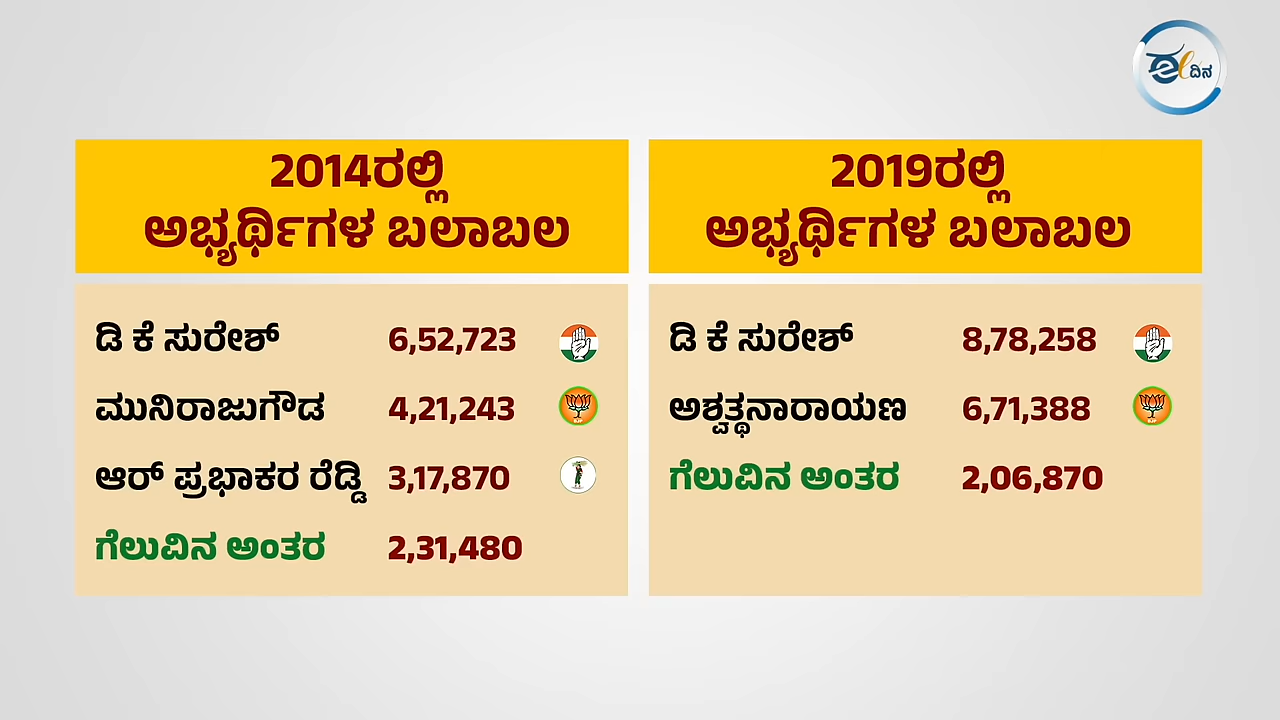 ಈದಿನ
2014ರಲ್ಲಿ
ಅಭ್ಯರ್ಥಿಗಳ ಬಲಾಬಲ
ಡಿ ಕೆ ಸುರೇಶ್ 6,52,723
ಮುನಿರಾಜುಗೌಡ 4,21,243
ಆರ್ ಪ್ರಭಾಕರ ರೆಡ್ಡಿ 3,17,870
ಗೆಲುವಿನ ಅಂತರ 2,31,480
2019ರಲ್ಲಿ
ಅಭ್ಯರ್ಥಿಗಳ ಬಲಾಬಲ
ಡಿ ಕೆ ಸುರೇಶ್ 8,78,258
ಅಶ್ವತ್ಥನಾರಾಯಣ 6,71,388
ಗೆಲುವಿನ ಅಂತರ 2,06,870